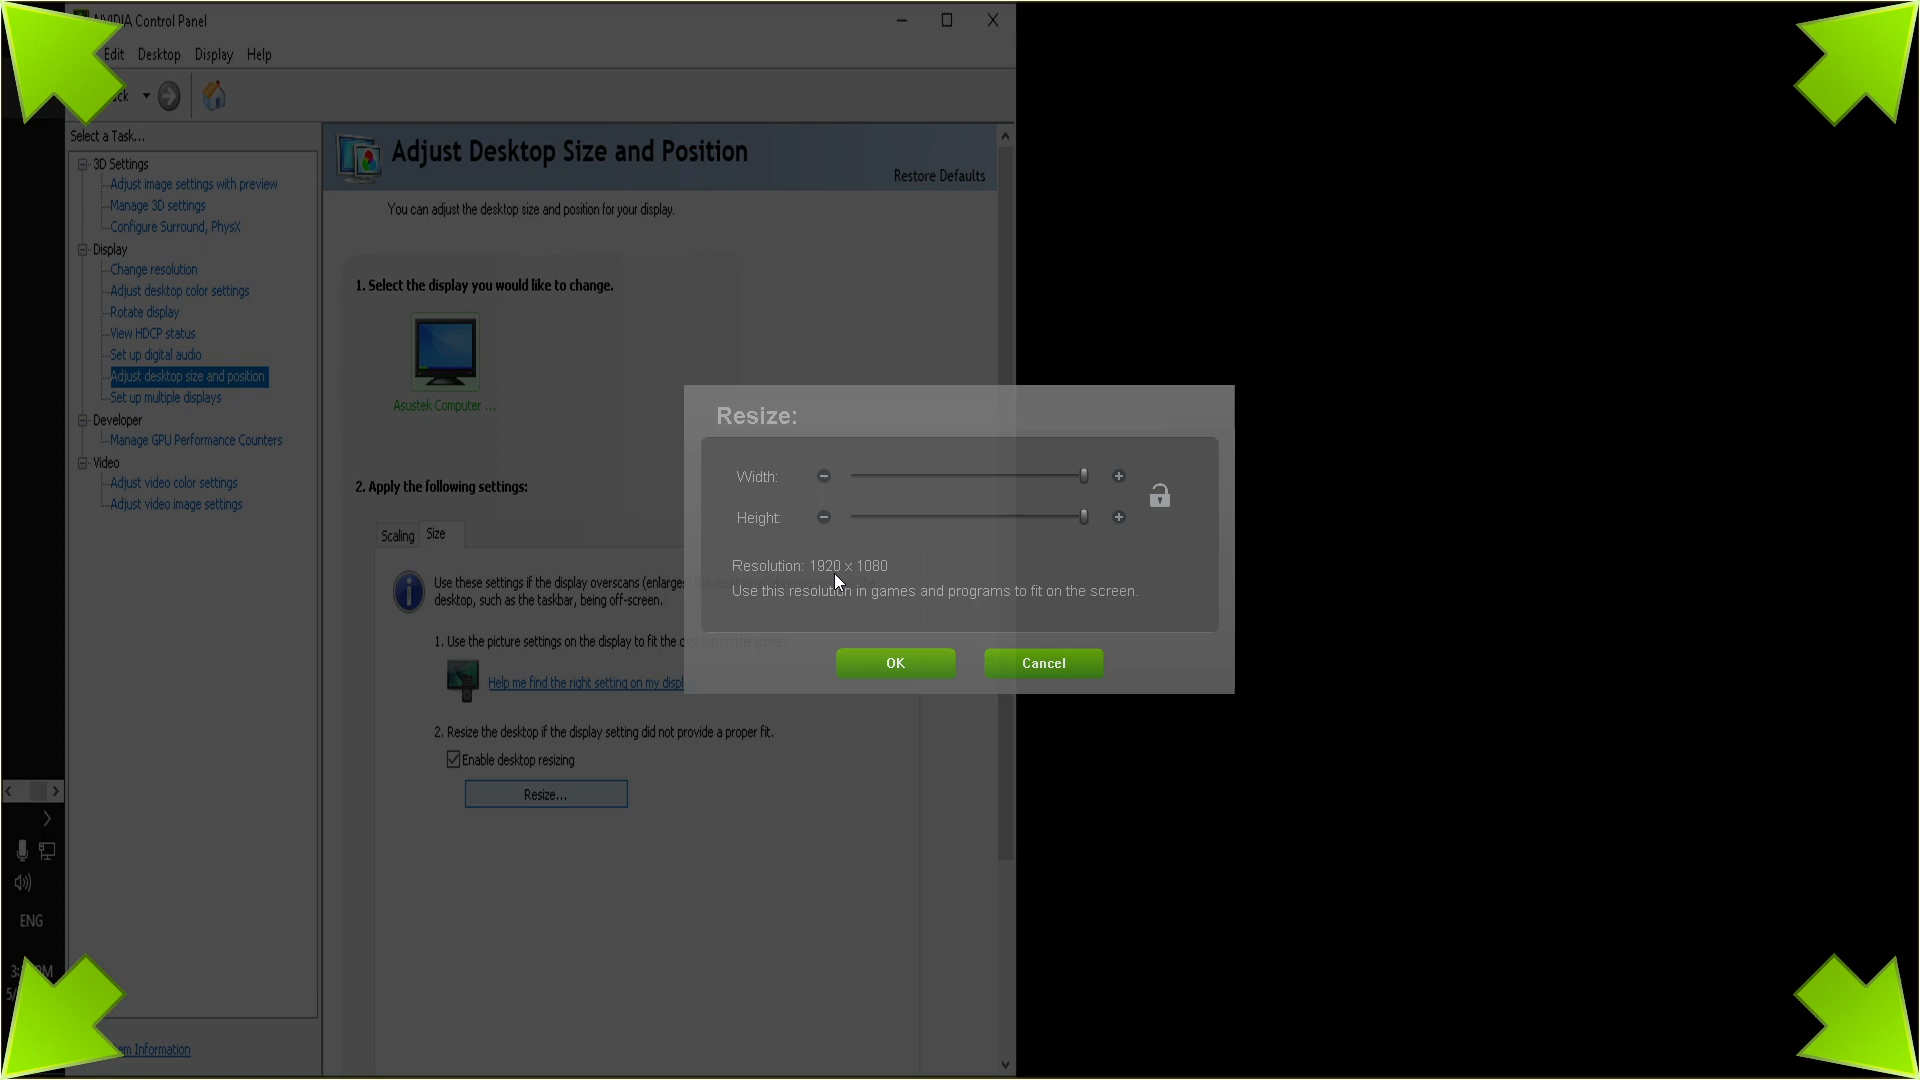 NVIDIA Control Panel
Edit Desktop Display Help
Select a Task...
3D Settings
Adjust image settings with preview
Manage 3D settings
Configure Surround, PhysX
Display
Change resolution
Adjust desktop color settings
Rotate display
View HDCP status
Set up digital audio
Adjust desktop size and position
Set up multiple displays
Developer
Manage GPU Performance Counters
Video
Adjust video color settings
Adjust video image settings
Information
ENG
Adjust Desktop Size and Position
Restore Defaults
You can adjust the desktop size and position for your display.
1. Select the display you would like to change.
Asustek Computer ...
2. Apply the following settings:
Scaling Size
Use these settings if the display overscans (enlarges
desktop, such as the taskbar, being off-screen.
1. Use the picture settings on the display to fit the desktop on the screen.
Help me find the right setting on my displ
2. Resize the desktop if the display setting did not provide a proper fit.
Enable desktop resizing
Resize...
Resize:
Width:
Height:
Resolution: 1920 x 1080
Use this resolution in games and programs to fit on the screen.
OK Cancel